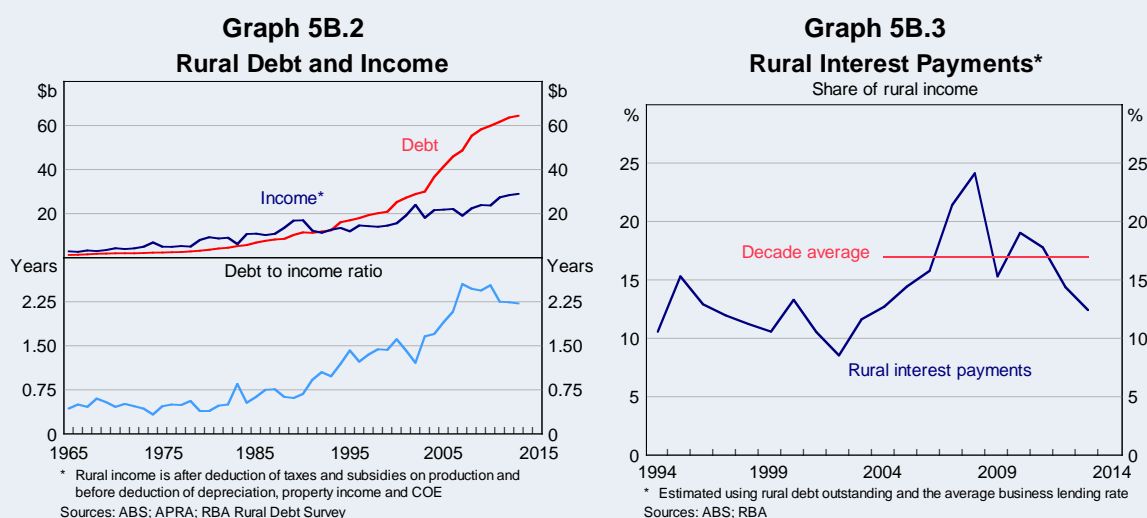 Graph 5B.2
Rural Debt and Income
$b
$b
60
60
Debt
40
40
Income*
20
20
Years
Debt to income ratio
Years
2.25
2.25
1.50
1.50
0.75
0.75
0
0
1965
1975
1985
1995
2005
2015
* Rural income is after deduction of taxes and subsidies on production and
before deduction of depreciation, property income and COE
Sources: ABS; APRA; RBA Rural Debt Survey
Graph 5B.3
Rural Interest Payments*
Share of rural income
%
%
25
25
20
20
Decade average
15
15
10
10
Rural interest payments
5
5
0
0
1994
1999
2004
2009
2014
* Estimated using rural debt outstanding and the average business lending rate
Sources: ABS; RBA